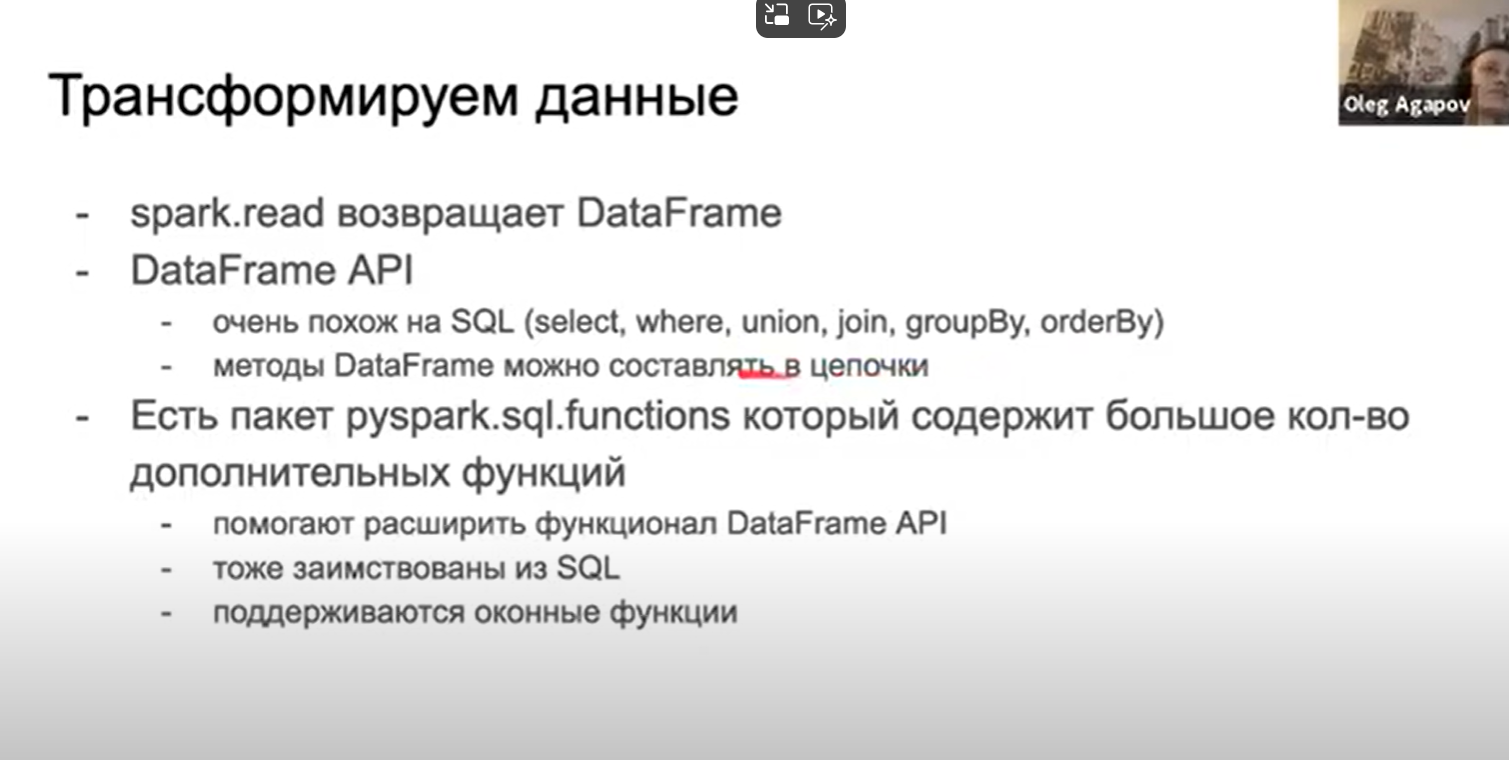 Трансформируем данные
Oleg Agapov
- spark.read возвращает DataFrame
- DataFrame API
- очень похож на SQL (select, where, union, join, groupBy, orderBy)
- методы DataFrame можно составлять в цепочки
- Есть пакет pyspark.sql.functions который содержит большое кол-во
дополнительных функций
- помогают расширить функционал DataFrame API
- тоже заимствованы из SQL
- поддерживаются оконные функции